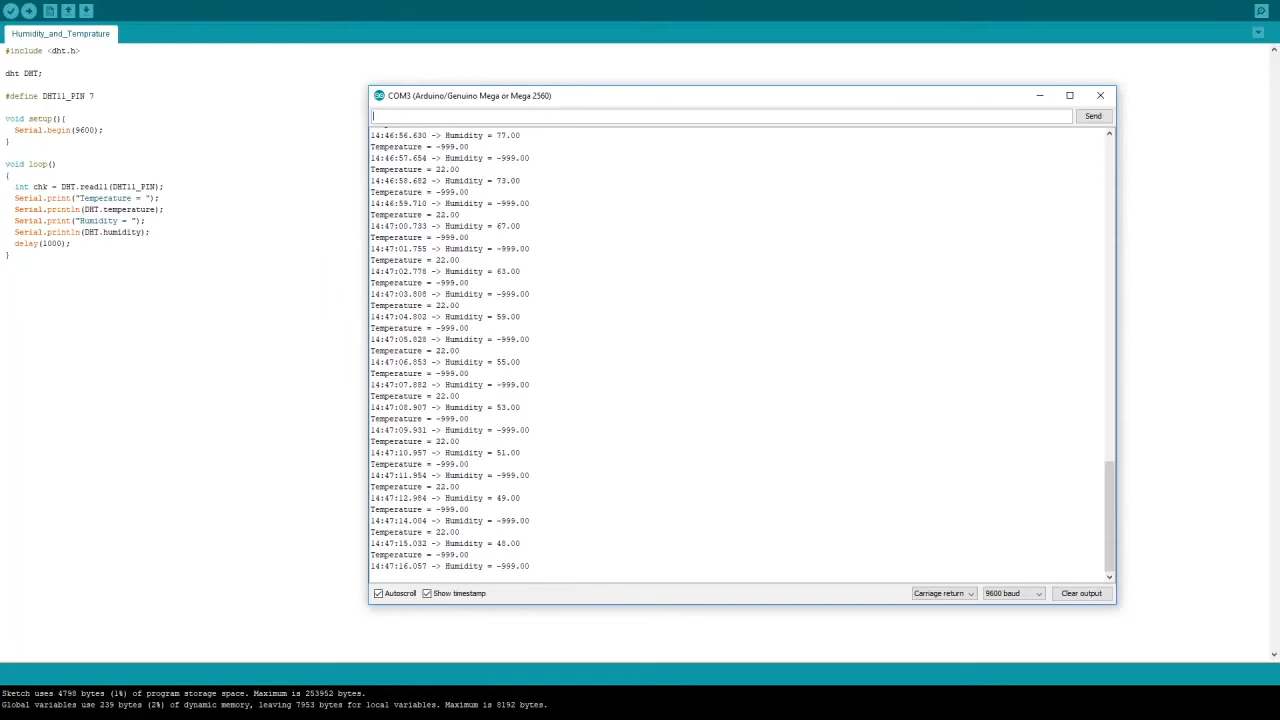 Humidity_and_Temprature
#include <dht.h>
dht DHT;
#define DHT11_PIN 7
void setup(){
Serial.begin(9600);
}
void loop()
{
int chk = DHT.read11(DHT11_PIN);
Serial.print("Temperature = ");
Serial.println(DHT.temperature);
Serial.print("Humidity = ");
Serial.println(DHT.humidity);
delay(1000);
}
COM3 (Arduino/Genuino Mega or Mega 2560)
Send
14:46:56.630 -> Humidity = 77.00
Temperature = -999.00
14:46:57.654 -> Humidity = -999.00
Temperature = 22.00
14:46:58.682 -> Humidity = 73.00
Temperature = -999.00
14:46:59.710 -> Humidity = -999.00
Temperature = 22.00
14:47:00.733 -> Humidity = 67.00
Temperature = -999.00
14:47:01.755 -> Humidity = -999.00
Temperature = 22.00
14:47:02.778 -> Humidity = 63.00
Temperature = -999.00
14:47:03.808 -> Humidity = -999.00
Temperature = 22.00
14:47:04.802 -> Humidity = 59.00
Temperature = -999.00
14:47:05.828 -> Humidity = -999.00
Temperature = 22.00
14:47:06.853 -> Humidity = 55.00
Temperature = -999.00
14:47:07.882 -> Humidity = -999.00
Temperature = 22.00
14:47:08.907 -> Humidity = 53.00
Temperature = -999.00
14:47:09.931 -> Humidity = -999.00
Temperature = 22.00
14:47:10.957 -> Humidity = 51.00
Temperature = -999.00
14:47:11.954 -> Humidity = -999.00
Temperature = 22.00
14:47:12.984 -> Humidity = 49.00
Temperature = -999.00
14:47:14.004 -> Humidity = -999.00
Temperature = 22.00
14:47:15.032 -> Humidity = 48.00
Temperature = -999.00
14:47:16.057 -> Humidity = -999.00
Autoscroll Show timestamp Carriage return 9600 baud Clear output
Sketch uses 4798 bytes (1%) of program storage space. Maximum is 253952 bytes.
Global variables use 239 bytes (2%) of dynamic memory, leaving 7953 bytes for local variables. Maximum is 8192 bytes.